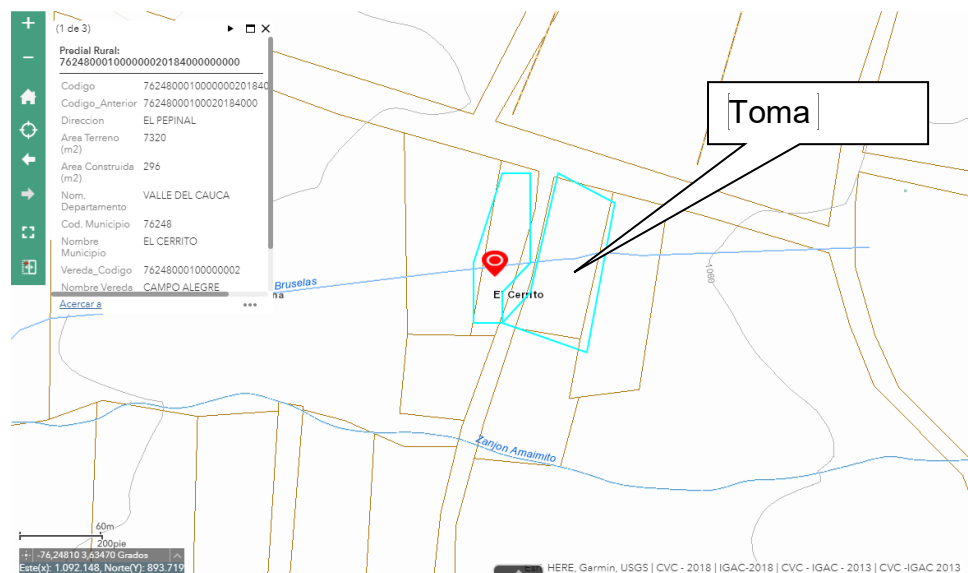 (1 de 3)
Predial Rural:
762480001000000020184000000000
Codigo 7624800010000000201840
Codigo_Anterior 76248000100020184000
Direccion EL PEPINAL
Area Terreno 7320
(m2)
Area Construida 296
(m2)
Nom. VALLE DEL CAUCA
Departamento
Cod. Municipio 76248
Nombre EL CERRITO
Municipio
Vereda_Codigo 76248000100000002
Nombre Vereda CAMPO ALEGRE
Acercar a
Toma
Bruselas
na
El Cerrito
1060
Zanjon Amaimito
60m
200pie
-76,24810 3,63470 Grados
Este(x): 1.092.148, Norte(Y): 893.719
HERE, Garmin, USGS | CVC - 2018 | IGAC-2018 | CVC - IGAC - 2013 | CVC -IGAC 2013